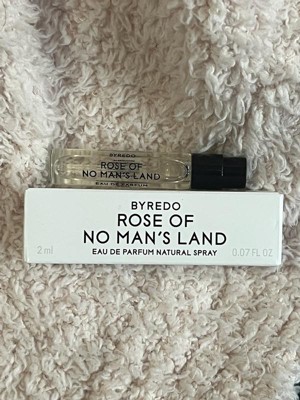 BYREDO
ROSE OF
NO MAN'S LAND
EAU DE PARFUM
BYREDO
ROSE OF
NO MAN'S LAND
2 ml EAU DE PARFUM NATURAL SPRAY 0.07 FL OZ